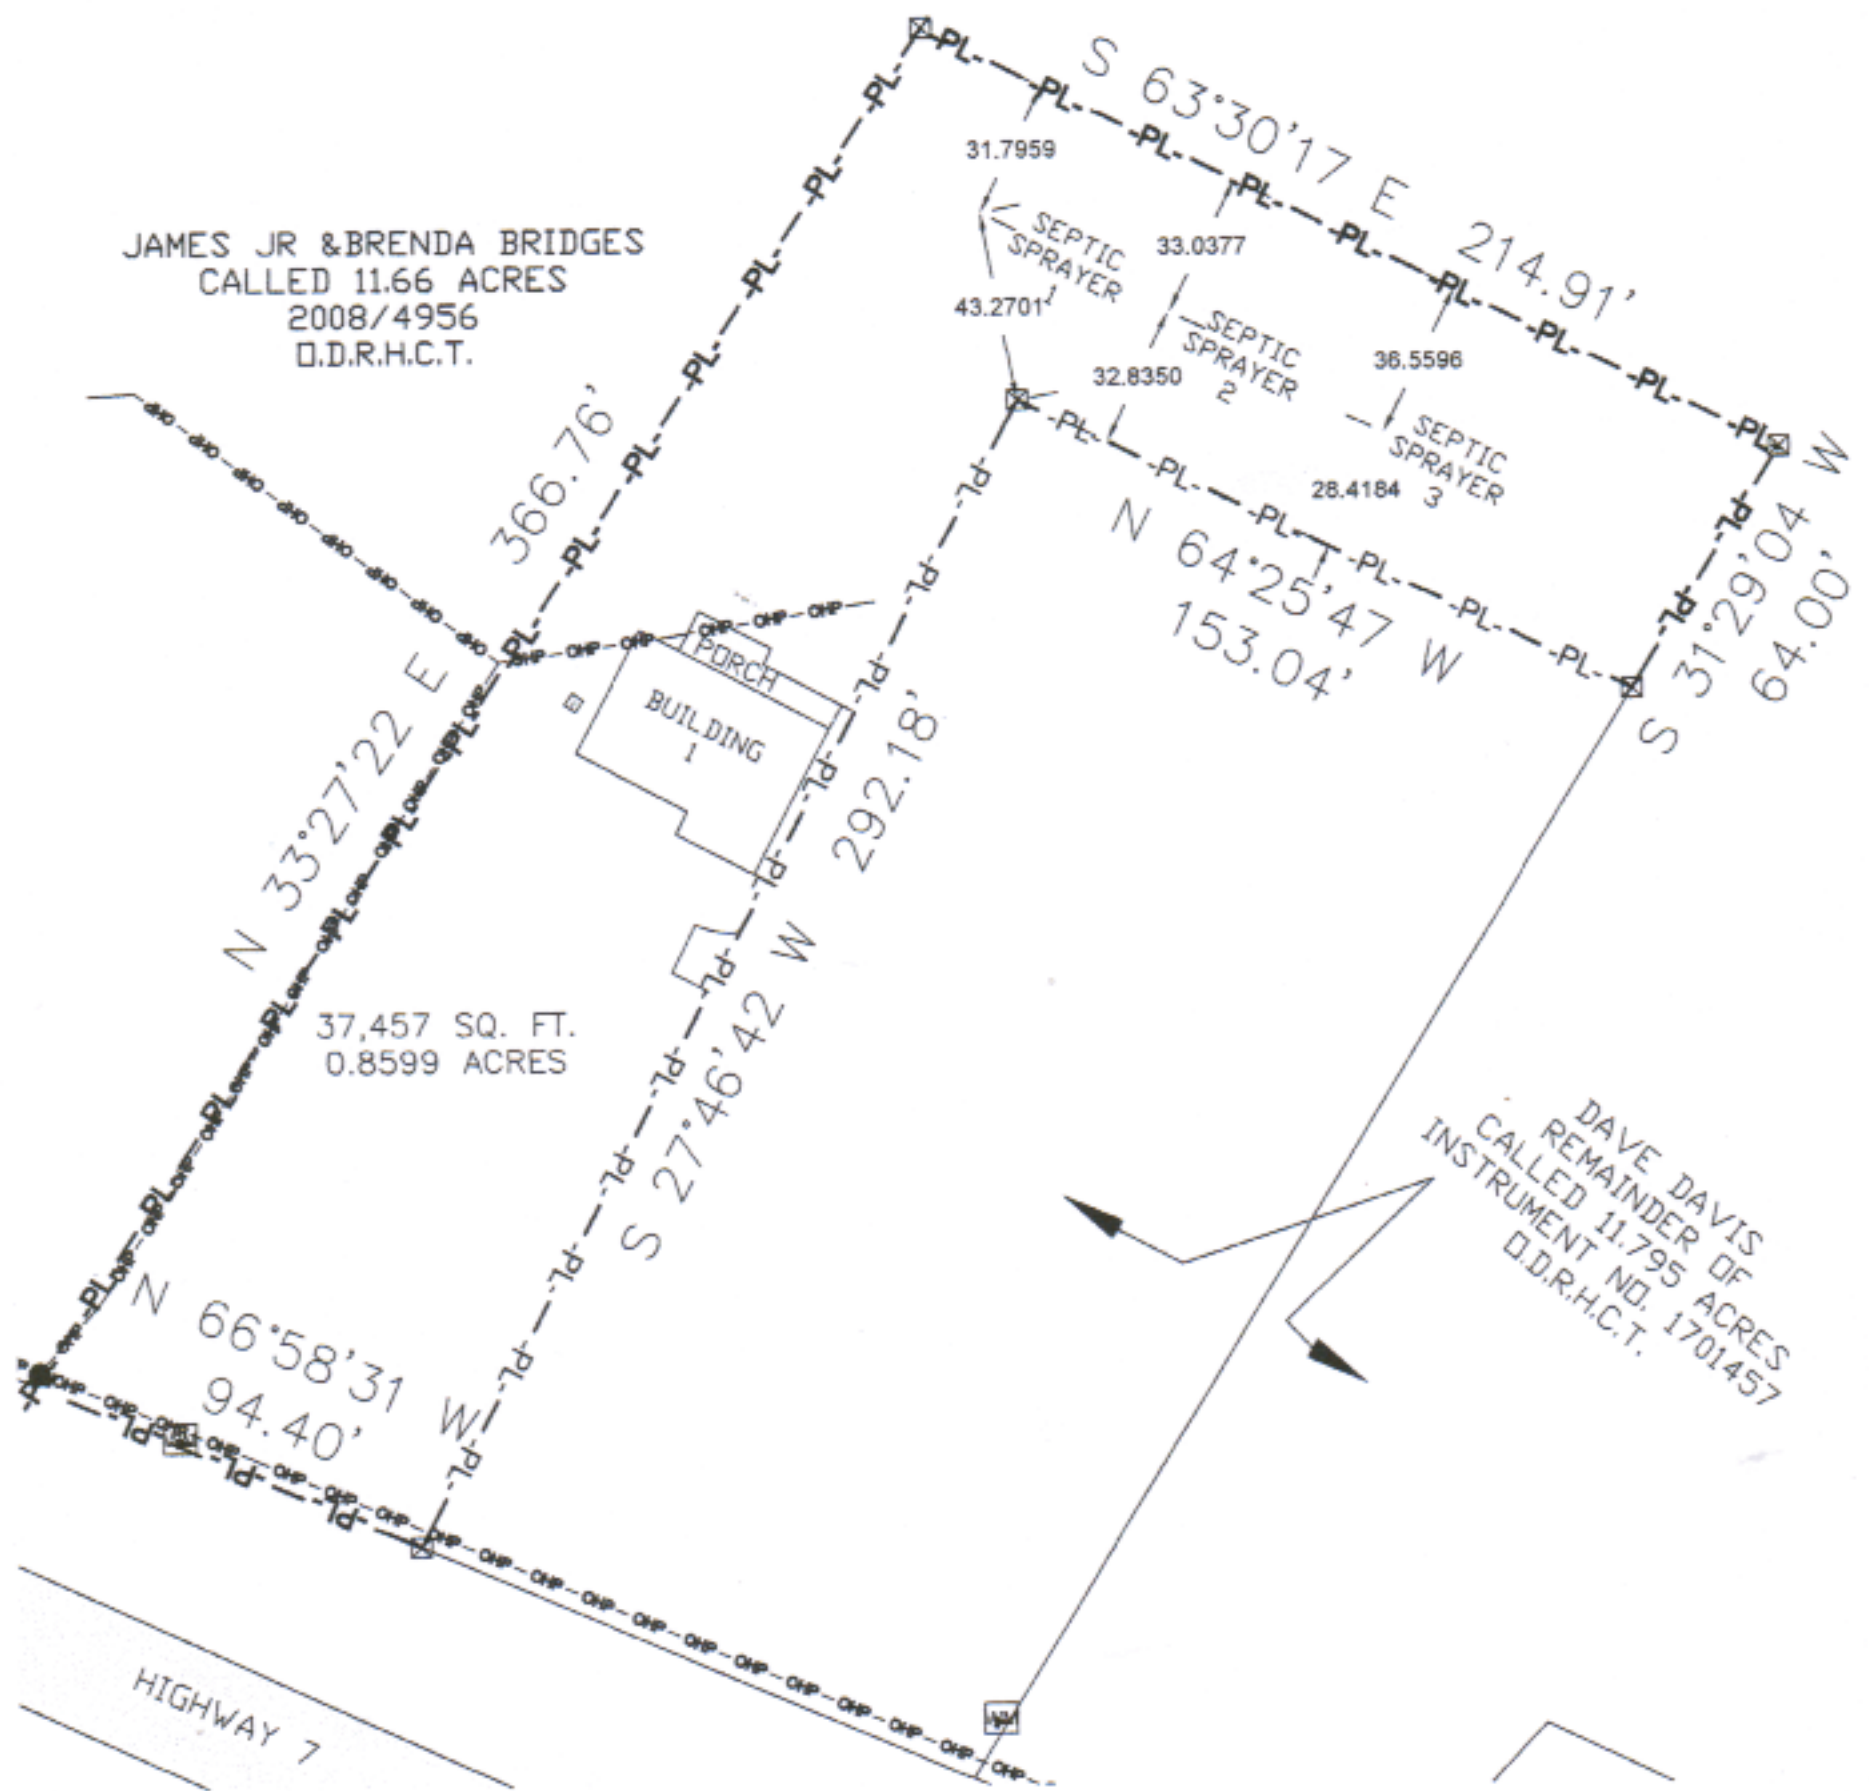 S 63°30'17 E 214.91'
31.7959
SEPTIC
SPRAYER
1
43.2701
33.0377
SEPTIC
SPRAYER
2
32.8350
36.5596
SEPTIC
SPRAYER
3
28.4184
JAMES JR &BRENDA BRIDGES
CALLED 11.66 ACRES
2008/4956
O.D.R.H.C.T.
N 33°27'22 E 366.76'
S 31°29'04 W
64.00'
N 64°25'47 W
153.04'
PORCH
BUILDING
1
S 27°46'42 W 292.18'
37,457 SQ. FT.
0.8599 ACRES
DAVE DAVIS
REMAINDER OF
CALLED 11.795 ACRES
INSTRUMENT NO. 1701457
O.D.R.H.C.T.
N 66°58'31 W
94.40'
HIGHWAY 7
PL
OHP